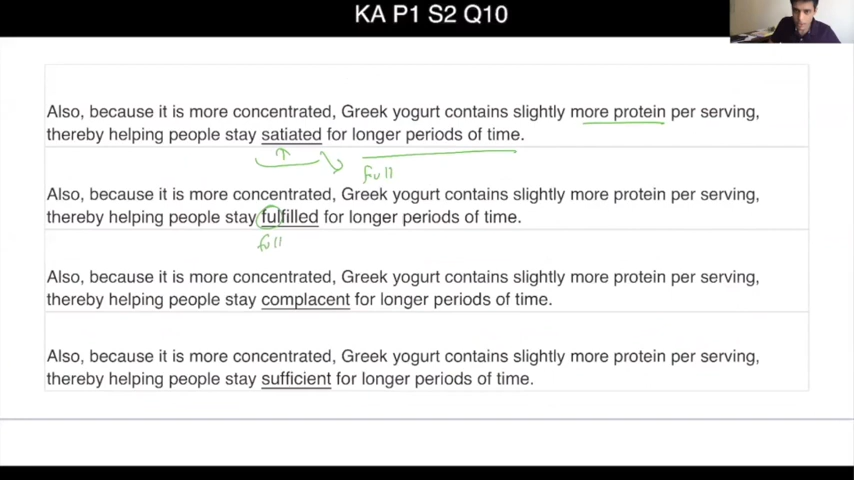 KA P1 S2 Q10
Also, because it is more concentrated, Greek yogurt contains slightly more protein per serving,
thereby helping people stay satiated for longer periods of time.
full
Also, because it is more concentrated, Greek yogurt contains slightly more protein per serving,
thereby helping people stay fulfilled for longer periods of time.
full
Also, because it is more concentrated, Greek yogurt contains slightly more protein per serving,
thereby helping people stay complacent for longer periods of time.
Also, because it is more concentrated, Greek yogurt contains slightly more protein per serving,
thereby helping people stay sufficient for longer periods of time.